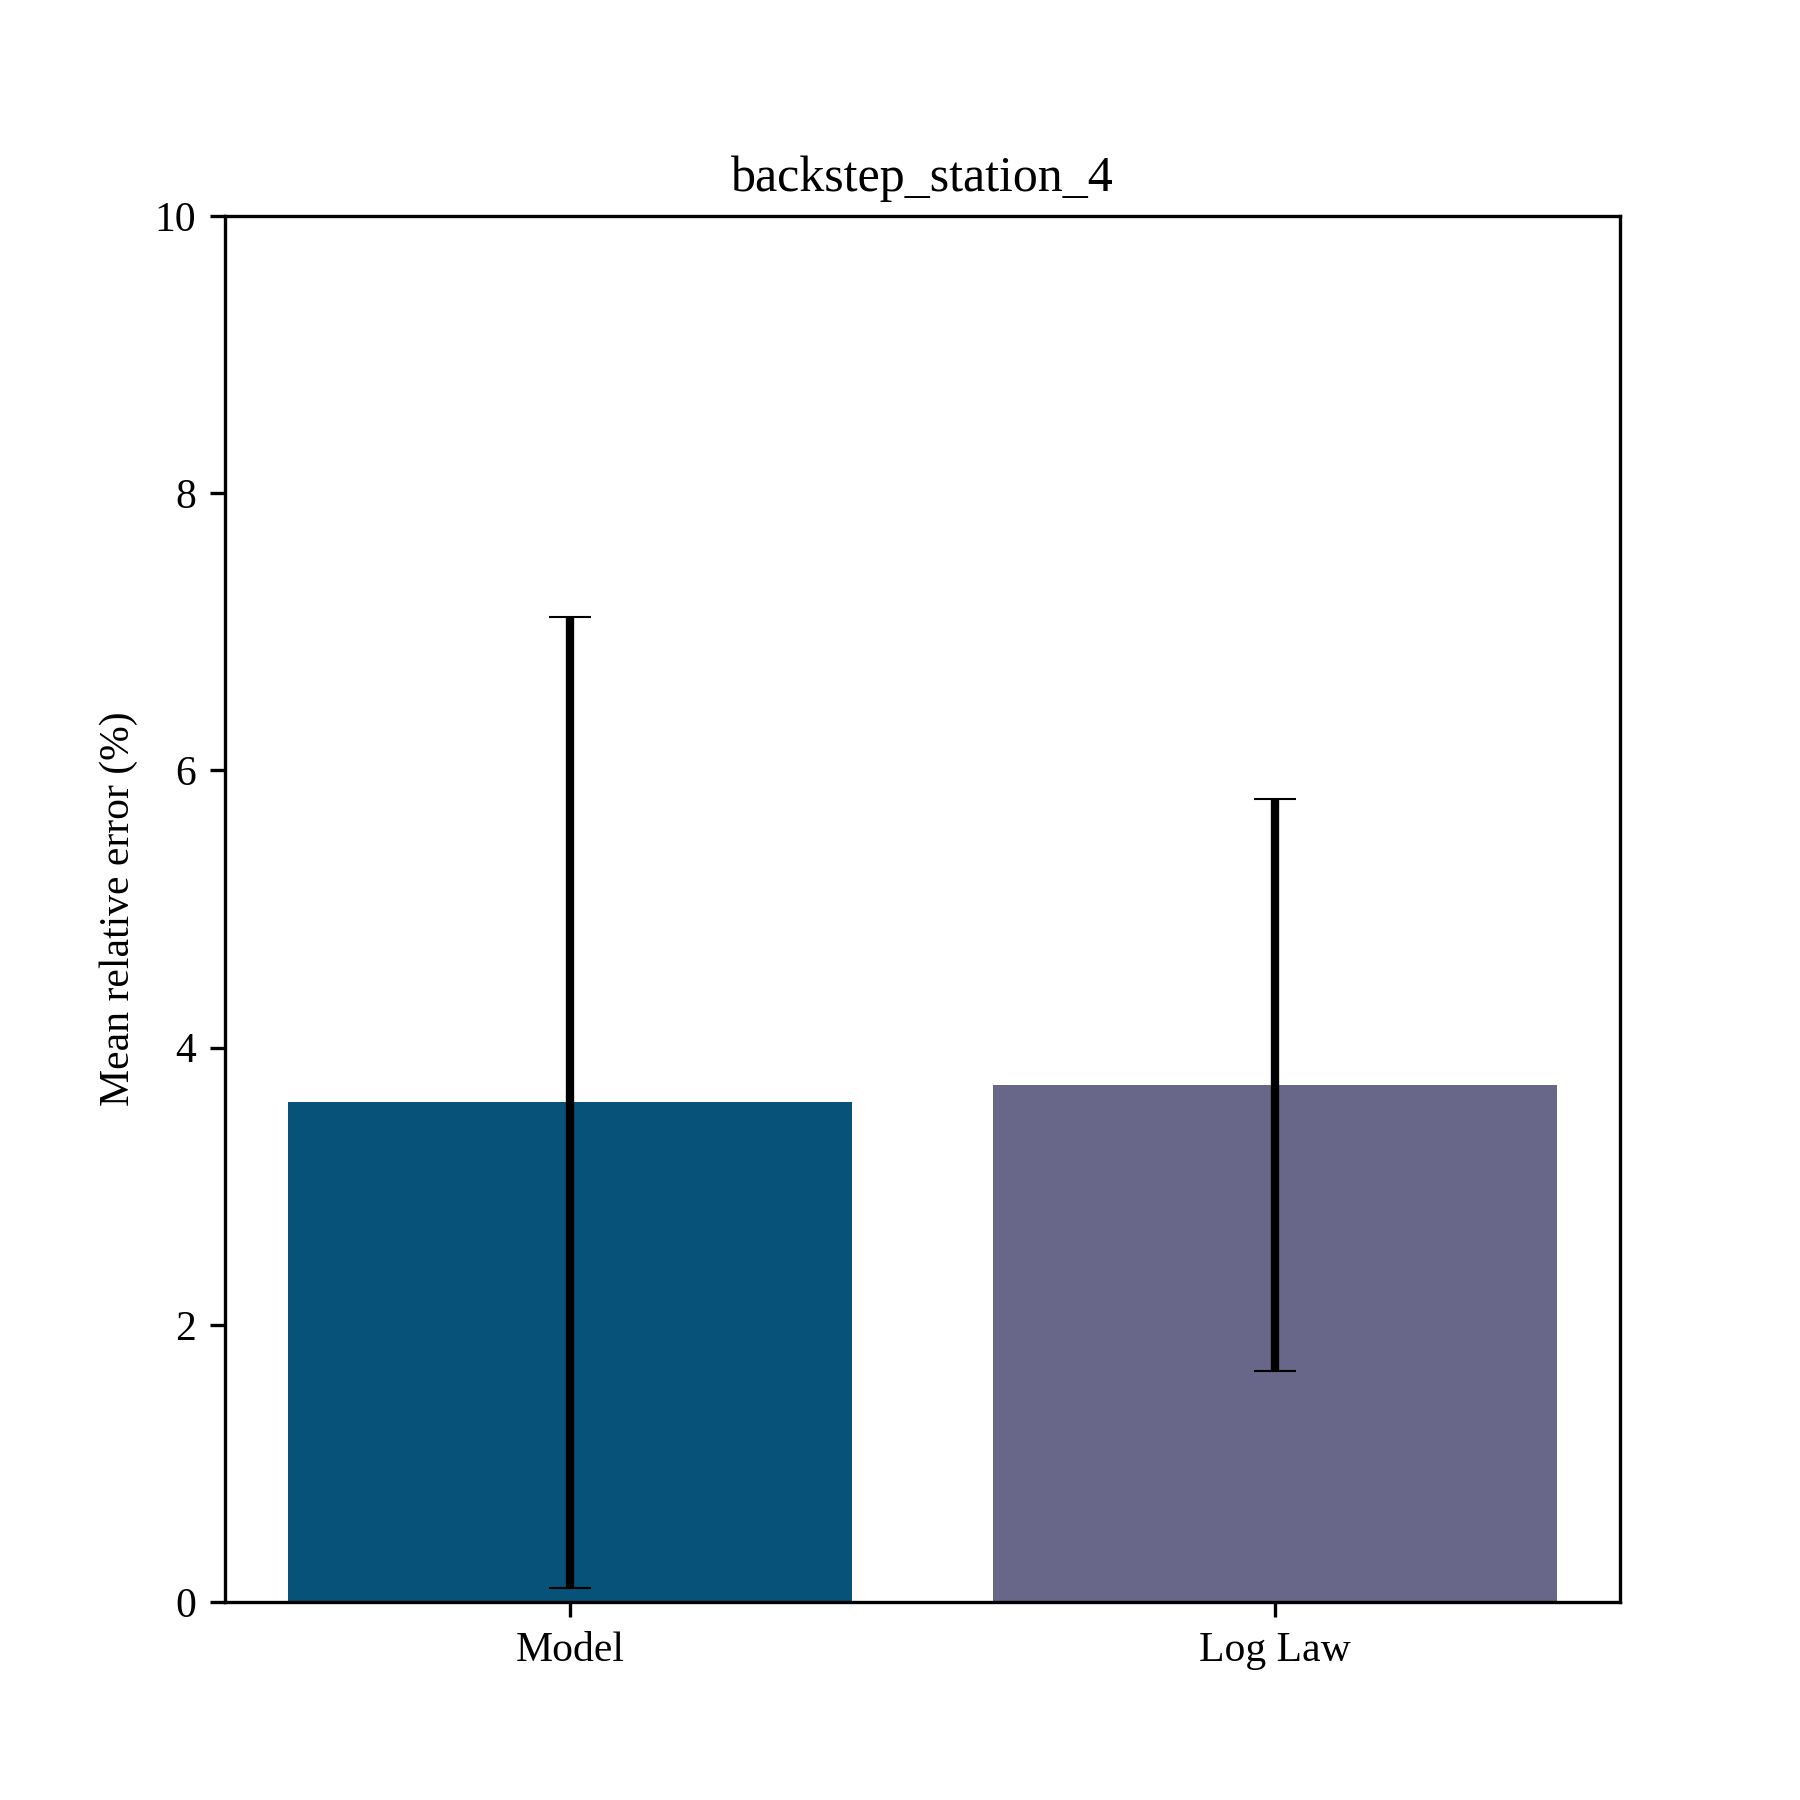 backstep_station_4
10
8
6
4
2
0
Mean relative error (%)
Model
Log Law